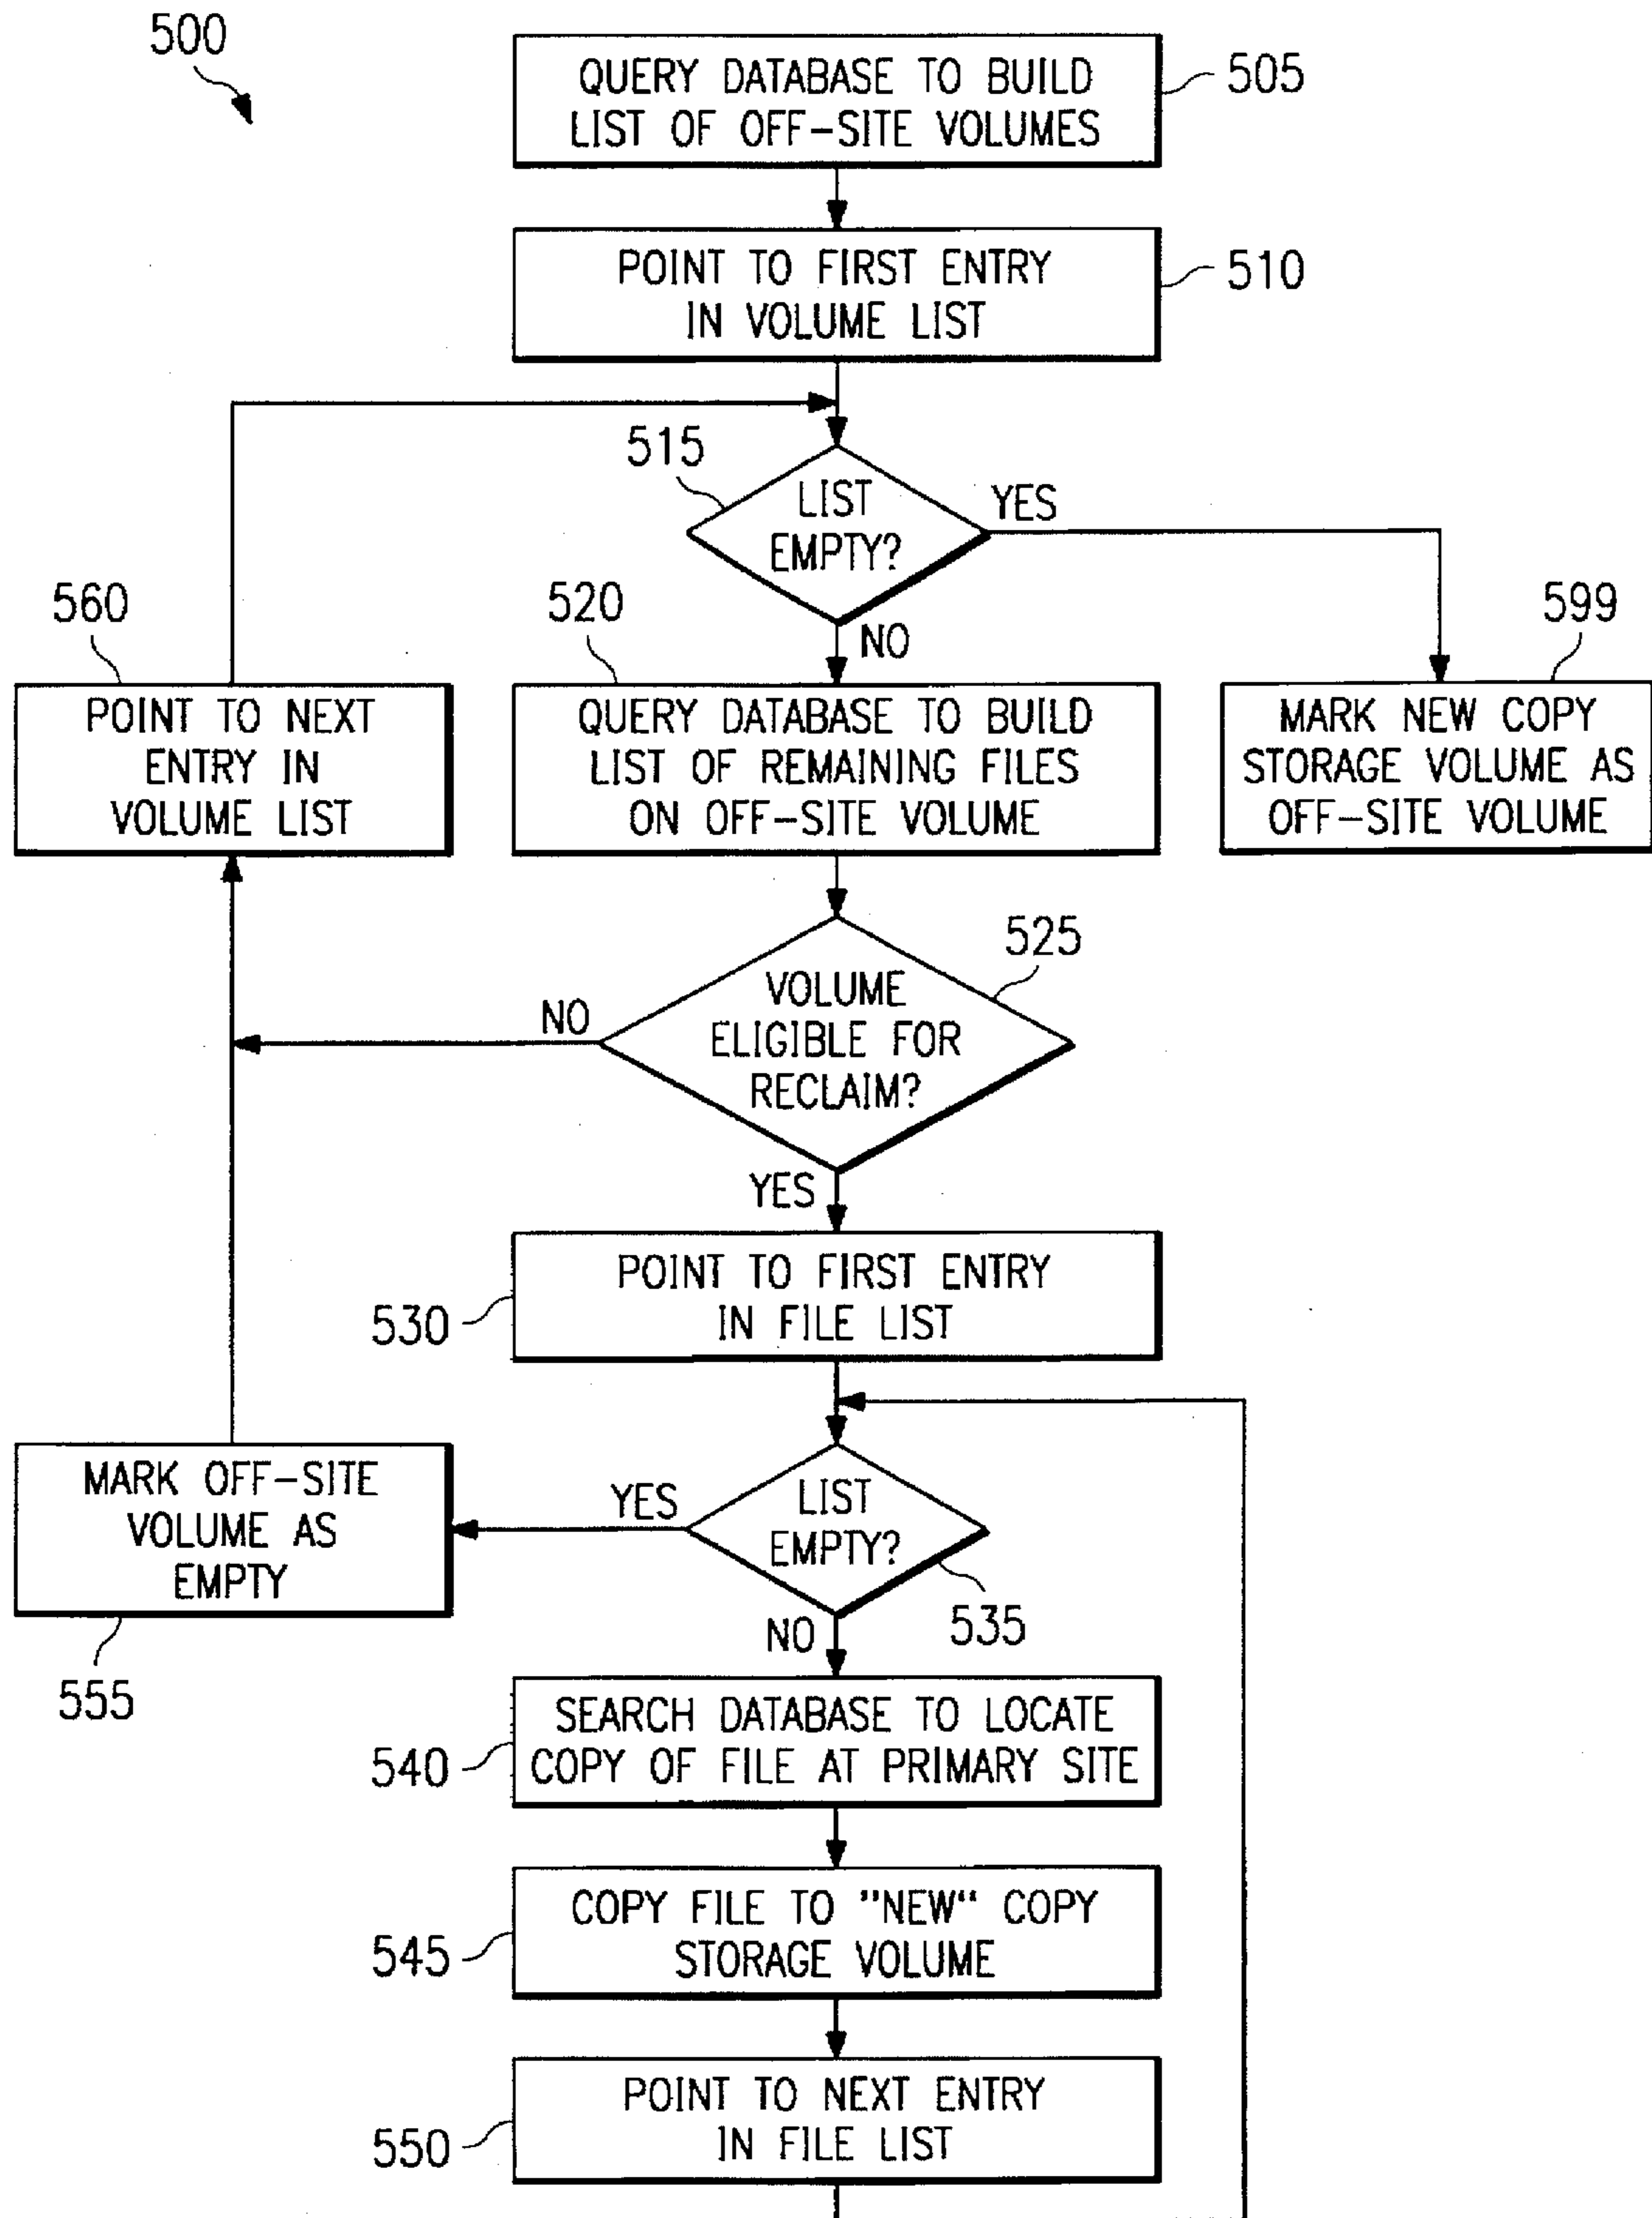 500
QUERY DATABASE TO BUILD
LIST OF OFF-SITE VOLUMES
505
POINT TO FIRST ENTRY
IN VOLUME LIST
510
515
LIST
EMPTY?
YES
NO
560
POINT TO NEXT
ENTRY IN
VOLUME LIST
520
QUERY DATABASE TO BUILD
LIST OF REMAINING FILES
ON OFF-SITE VOLUME
599
MARK NEW COPY
STORAGE VOLUME AS
OFF-SITE VOLUME
525
VOLUME
ELIGIBLE FOR
RECLAIM?
NO
YES
POINT TO FIRST ENTRY
IN FILE LIST
530
MARK OFF-SITE
VOLUME AS
EMPTY
555
YES
LIST
EMPTY?
535
NO
SEARCH DATABASE TO LOCATE
COPY OF FILE AT PRIMARY SITE
540
COPY FILE TO "NEW" COPY
STORAGE VOLUME
545
POINT TO NEXT ENTRY
IN FILE LIST
550